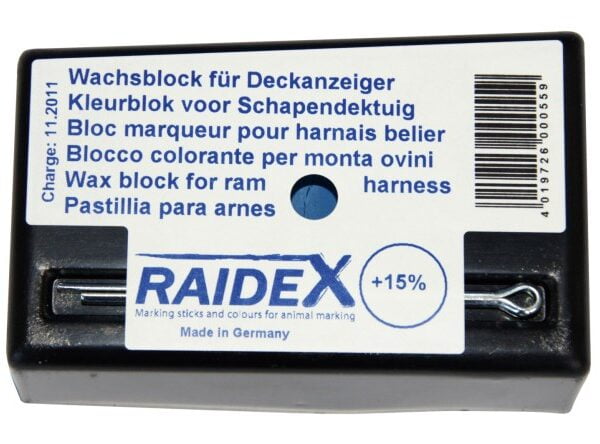 Wachsblock für Deckanzeiger
Kleurblok voor Schapendektuig
Bloc marqueur pour harnais belier
Blocco colorante per monta ovini
Wax block for ram harness
Pastillia para arnes
Charge: 11.2011
4 019726 000559
RAIDEX
+15%
Marking sticks and colours for animal marking
Made in Germany